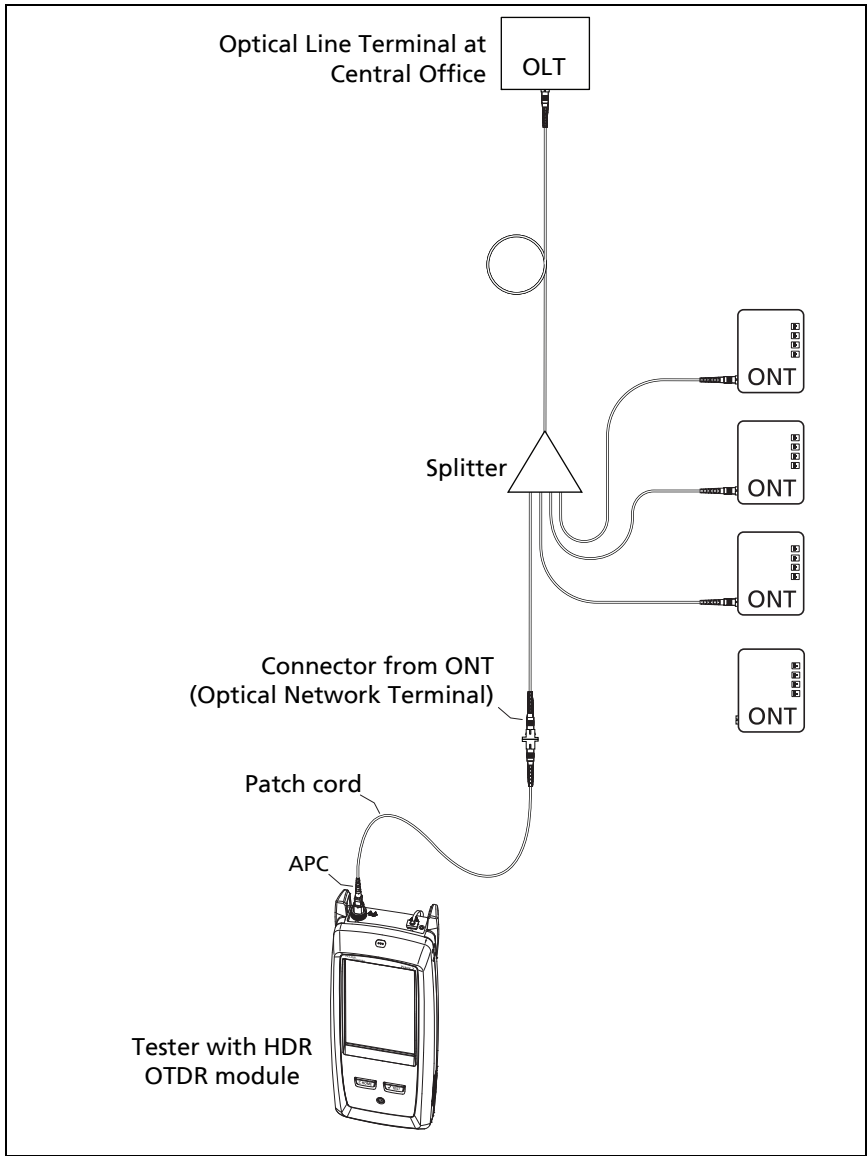 Optical Line Terminal at
Central Office
OLT
ONT
ONT
Splitter
ONT
Connector from ONT
(Optical Network Terminal)
ONT
Patch cord
APC
Tester with HDR
OTDR module